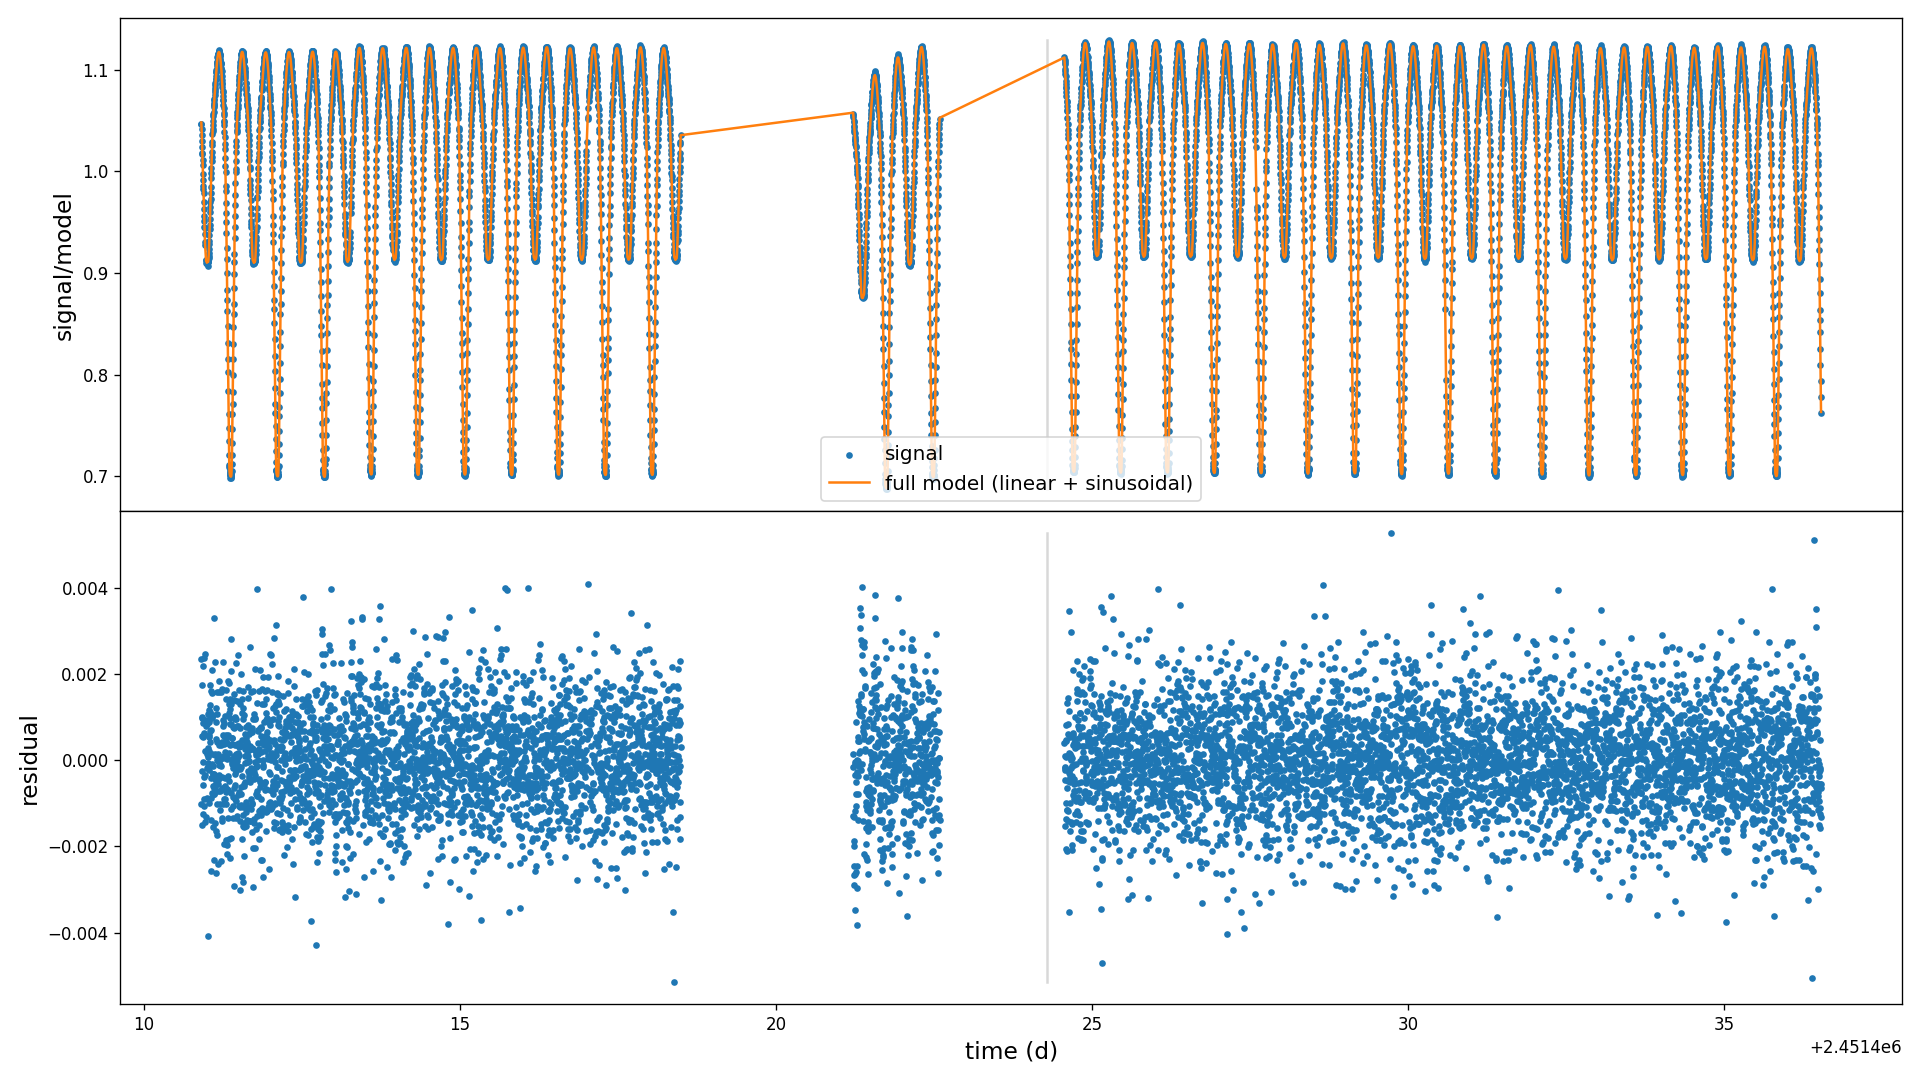 1.1
1.0
0.9
0.8
0.7
signal/model
signal
full model (linear + sinusoidal)
0.004
0.002
0.000
−0.002
−0.004
residual
10 15 20 25 30 35
time (d)
+2.4514e6